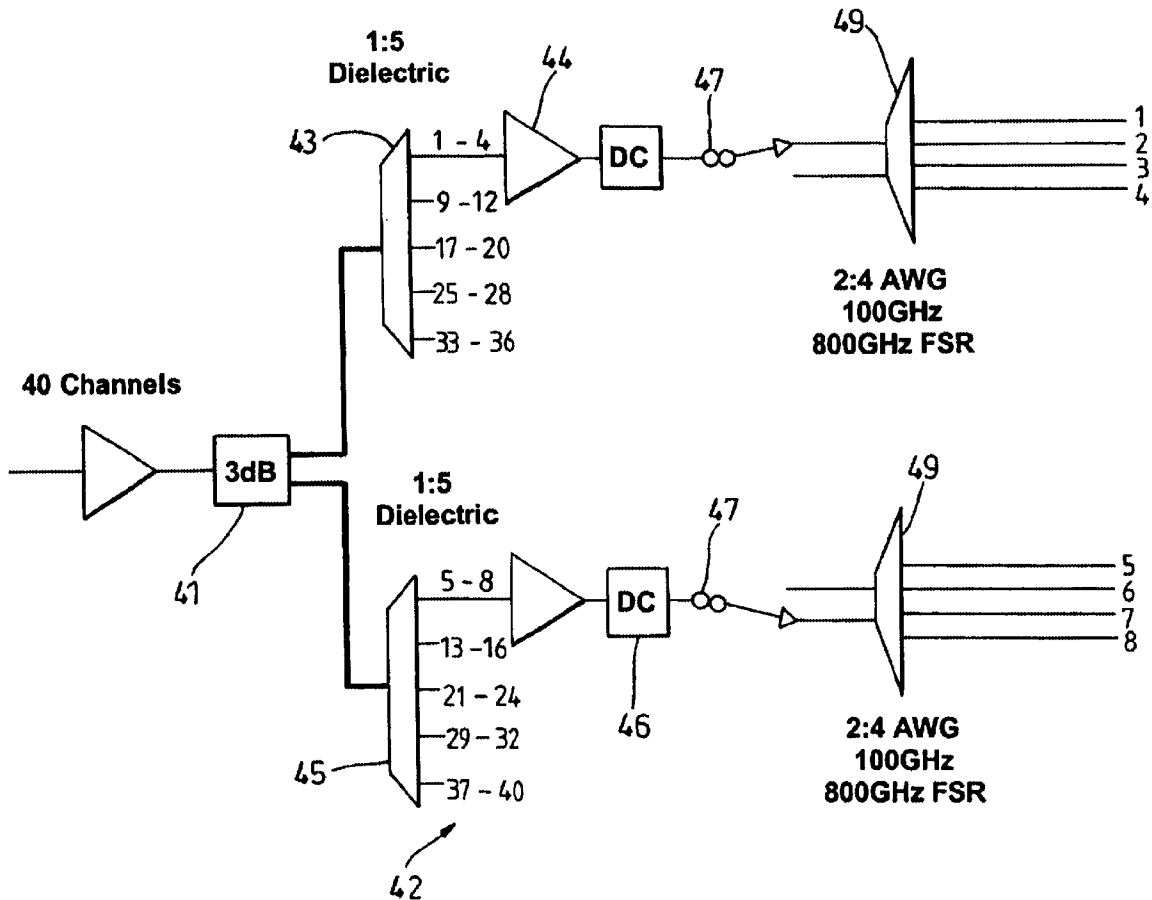 1:5
Dielectric
43
44
47
49
1 - 4
9 - 12
17 - 20
25 - 28
33 - 36
DC
1
2
3
4
2:4 AWG
100GHz
800GHz FSR
40 Channels
3dB
41
1:5
Dielectric
45
47
49
5 - 8
13 - 16
21 - 24
29 - 32
37 - 40
DC
46
5
6
7
8
2:4 AWG
100GHz
800GHz FSR
42